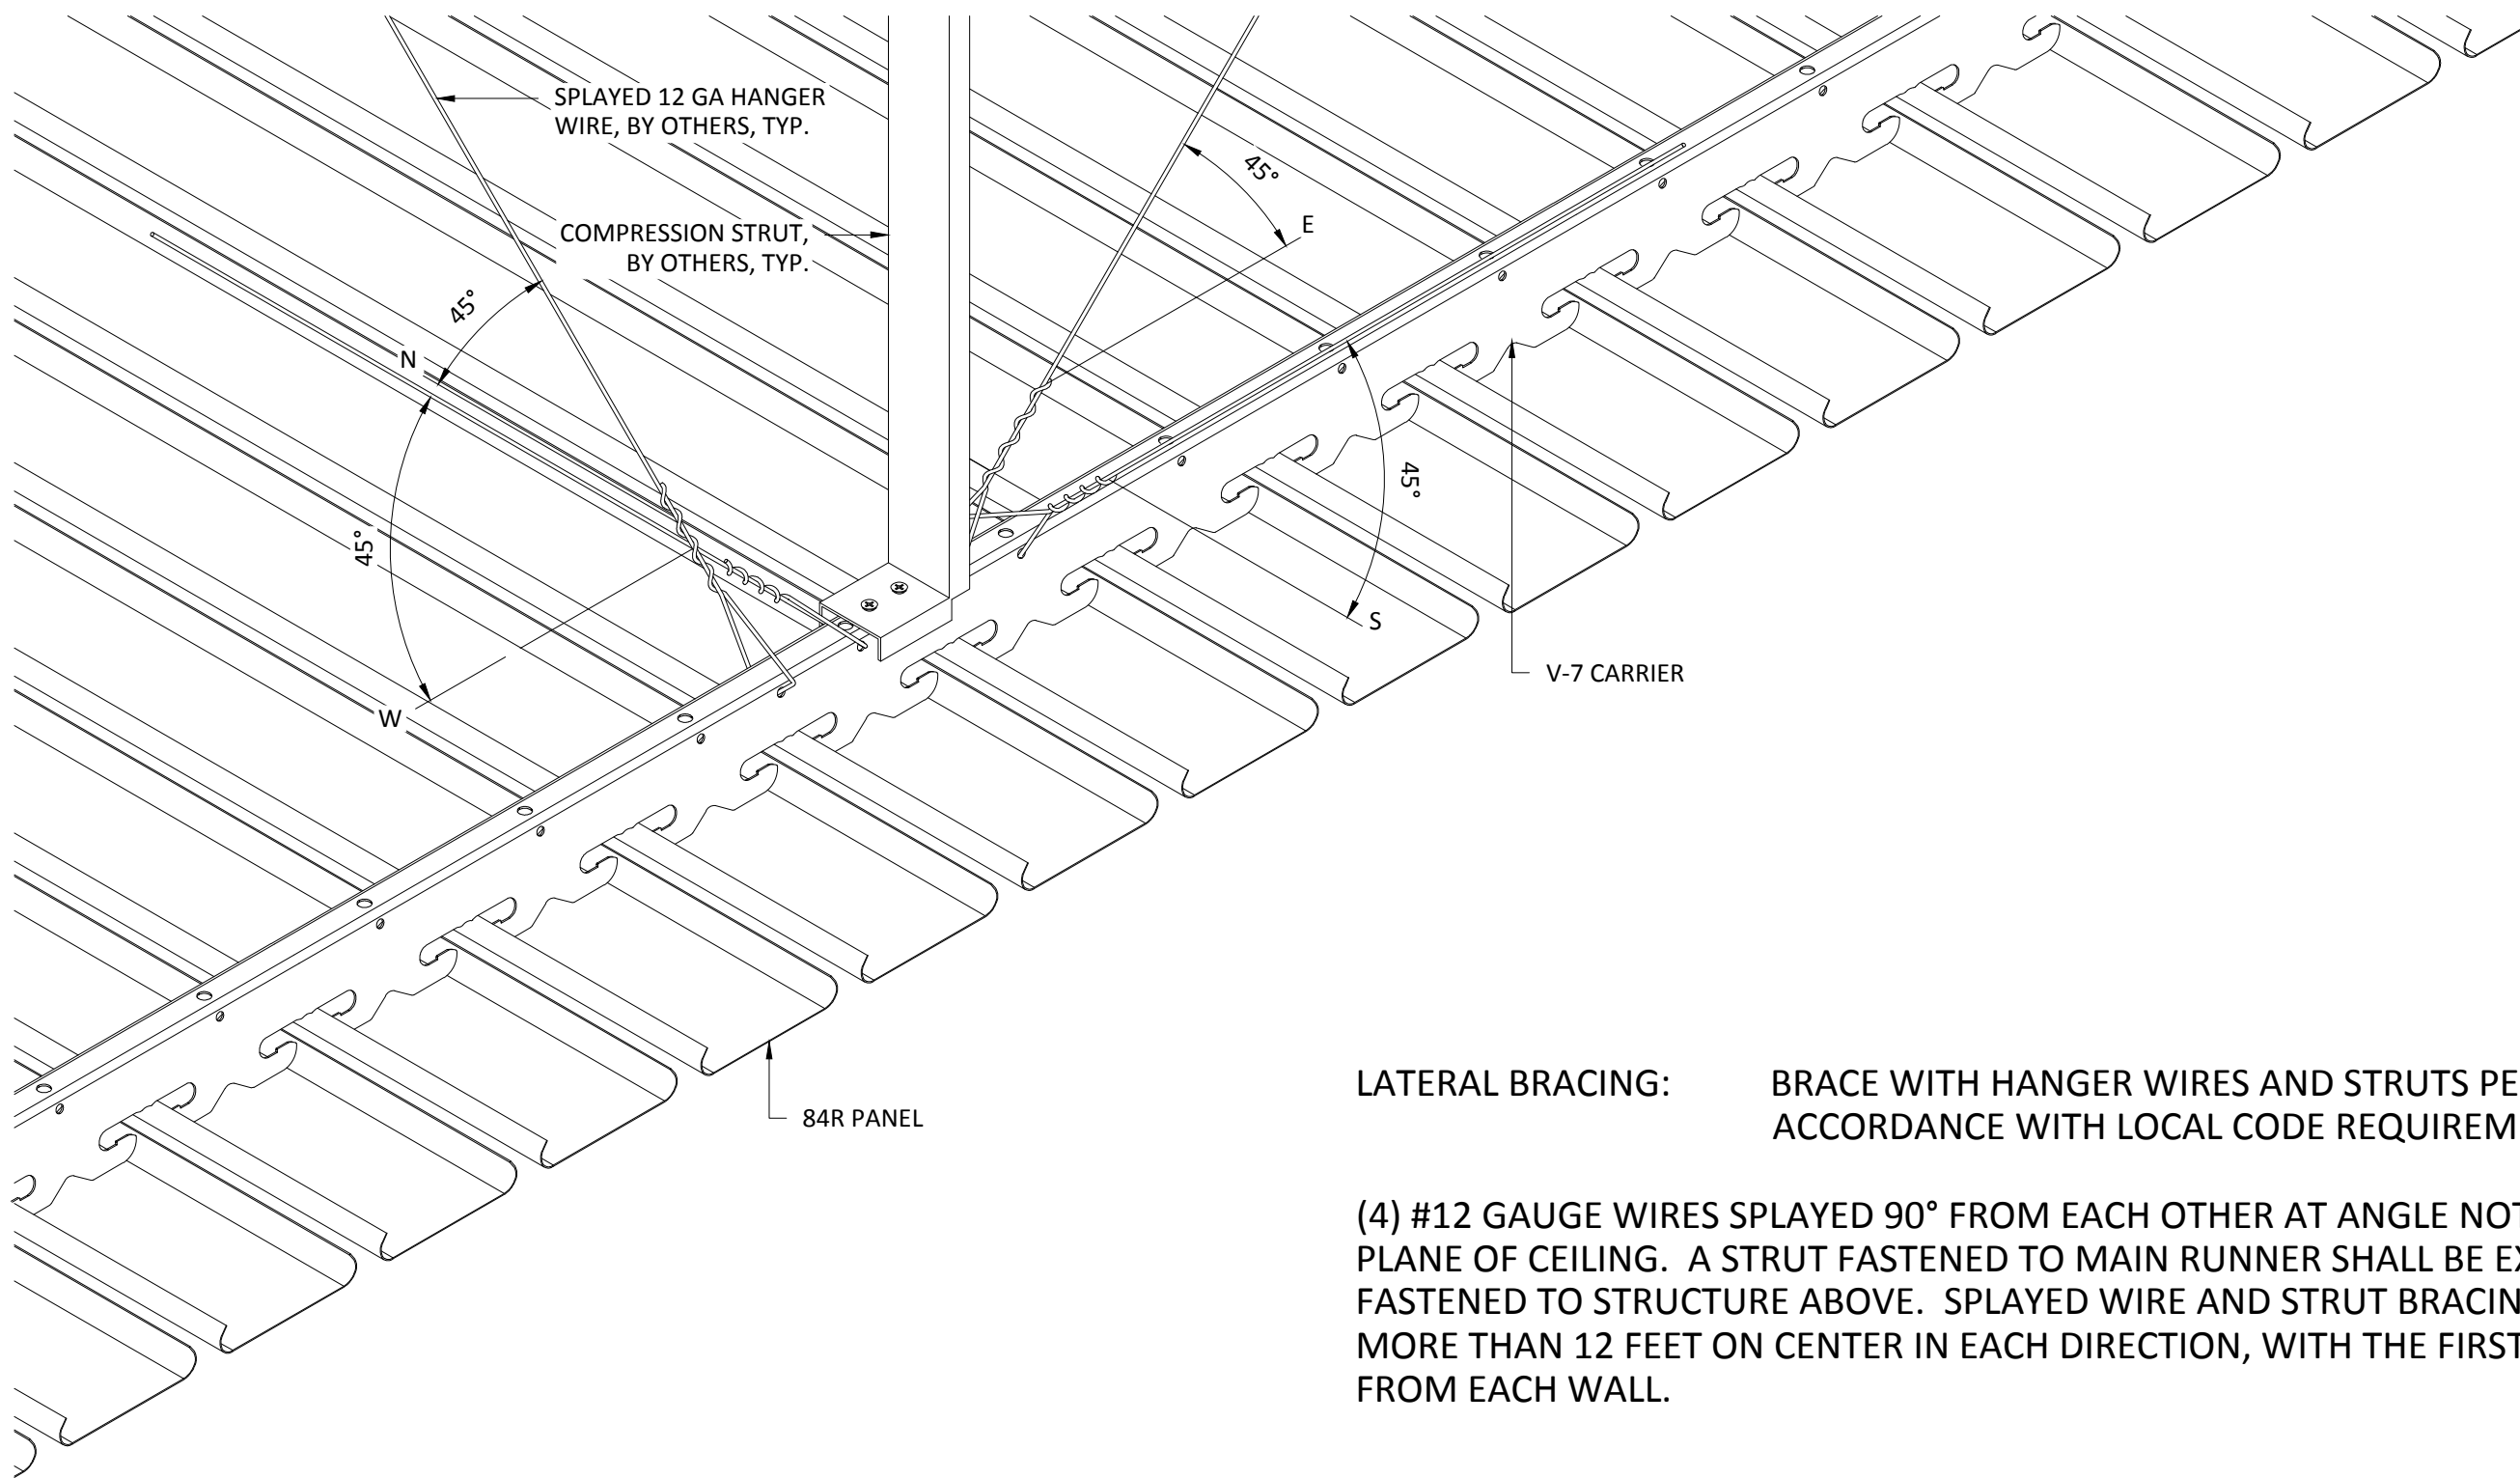 SPLAYED 12 GA HANGER
WIRE, BY OTHERS, TYP.
COMPRESSION STRUT,
BY OTHERS, TYP.
45°
E
45°
N
45°
45°
S
W
V-7 CARRIER
84R PANEL
LATERAL BRACING: BRACE WITH HANGER WIRES AND STRUTS PE
ACCORDANCE WITH LOCAL CODE REQUIREM
(4) #12 GAUGE WIRES SPLAYED 90° FROM EACH OTHER AT ANGLE NOT
PLANE OF CEILING. A STRUT FASTENED TO MAIN RUNNER SHALL BE EX
FASTENED TO STRUCTURE ABOVE. SPLAYED WIRE AND STRUT BRACIN
MORE THAN 12 FEET ON CENTER IN EACH DIRECTION, WITH THE FIRST
FROM EACH WALL.